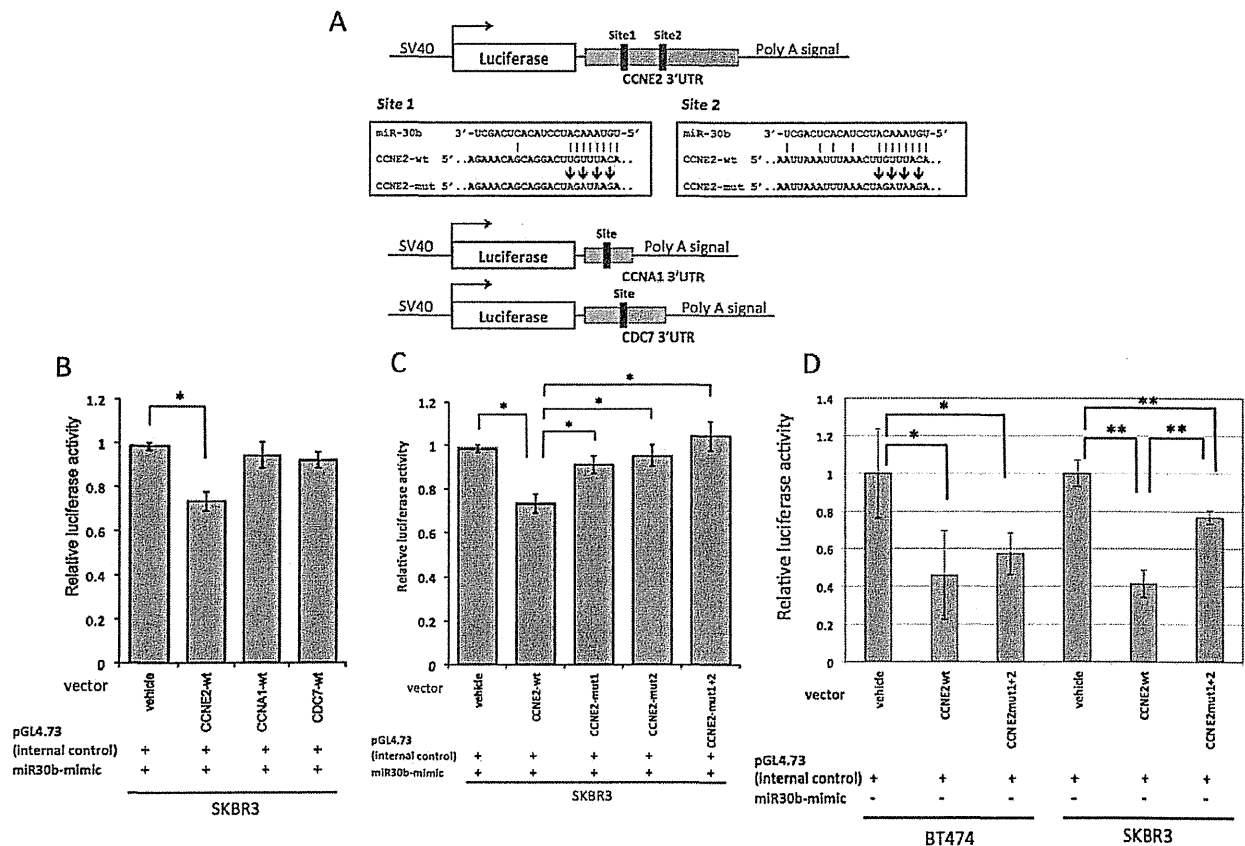 A
SV40 Luciferase Site1 Site2 Poly A signal
CCNE2 3'UTR
Site 1
miR-30b 3'-UCGACUCACAUCCUACAAAUGU-5'
CCNE2-wt 5'..AGAAACAGCAGGACUUGUUUACA..
CCNE2-mut 5'..AGAAACAGCAGGACUAGAUAAGA..
Site 2
miR-30b 3'-UCGACUCACAUCCUACAAAUGU-5'
CCNE2-wt 5'..AAUUAAAUUUAAACUUGUUUACA..
CCNE2-mut 5'..AAUUAAAUUUAAACUAGAUAAGA..
SV40 Luciferase Site Poly A signal
CCNA1 3'UTR
SV40 Luciferase Site Poly A signal
CDC7 3'UTR
B
Relative luciferase activity
1.2
1
0.8
0.6
0.4
0.2
0
*
vector vehicle CCNE2-wt CCNA1-wt CDC7-wt
pGL4.73
(internal control) + + + +
miR30b-mimic + + + +
SKBR3
C
Relative luciferase activity
1.2
1
0.8
0.6
0.4
0.2
0
*
*
*
*
vector vehicle CCNE2-wt CCNE2-mut1 CCNE2-mut2 CCNE2-mut1+2
pGL4.73
(internal control) + + + + +
miR30b-mimic + + + + +
SKBR3
D
Relative luciferase activity
1.4
1.2
1.0
0.8
0.6
0.4
0.2
0
*
*
**
**
**
vector vehicle CCNE2wt CCNE2mut1+2 vehicle CCNE2wt CCNE2mut1+2
pGL4.73
(internal control) + + + + + +
miR30b-mimic - - - - - -
BT474 SKBR3